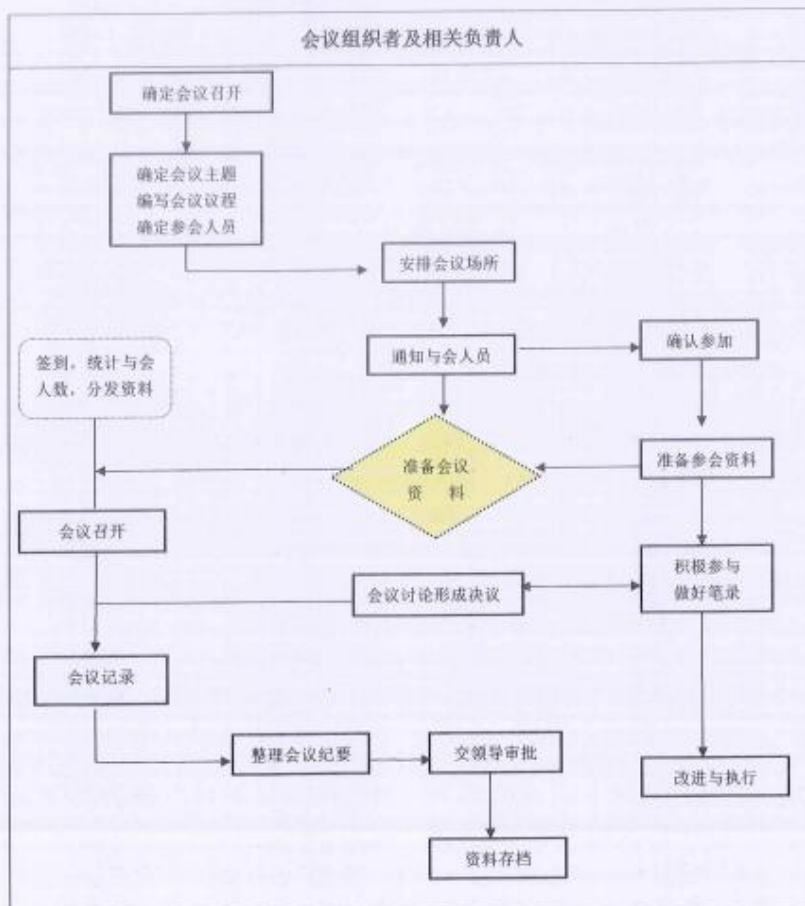 会议组织者及相关负责人
确定会议召开
确定会议主题
编写会议议程
确定参会人员
安排会议场所
通知与会人员
确认参加
签到，统计与会
人数，分发资料
准备会议
资 料
准备参会资料
会议召开
积极参与
做好笔录
会议讨论形成决议
会议记录
整理会议纪要
交领导审批
改进与执行
资料存档